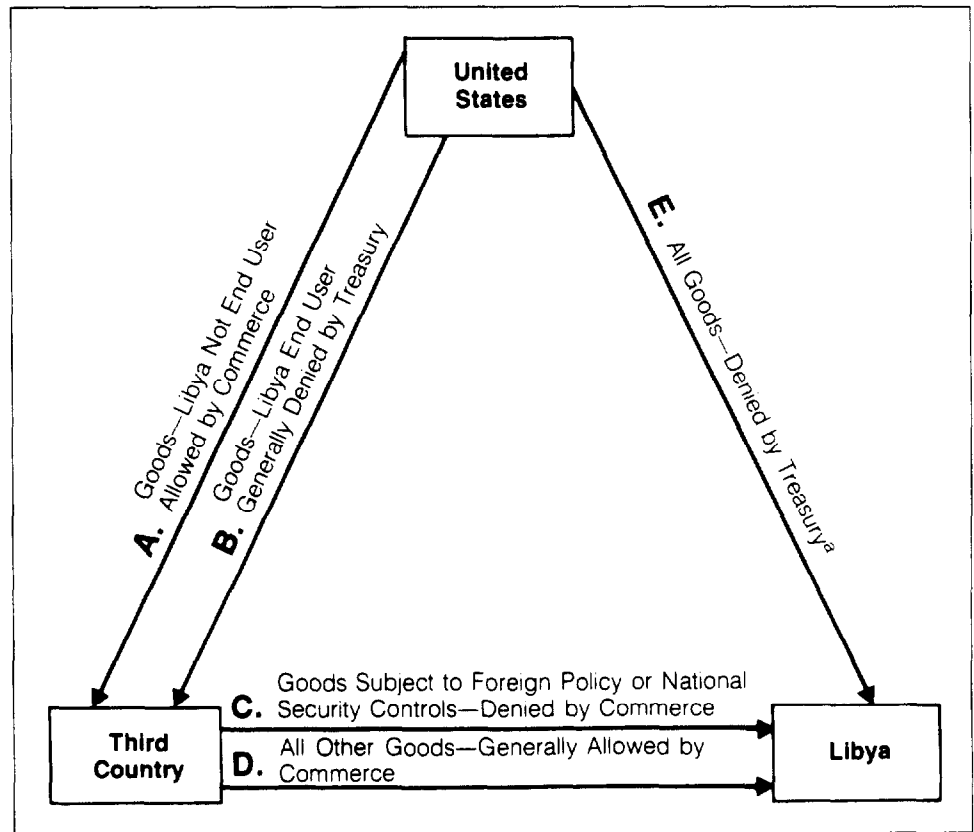 United
States
A. Goods—Libya Not End User
Allowed by Commerce
B. Goods—Libya End User
Generally Denied by Treasury
E. All Goods—Denied by Treasuryᵃ
C. Goods Subject to Foreign Policy or National
Security Controls—Denied by Commerce
D. All Other Goods—Generally Allowed by
Commerce
Third
Country
Libya